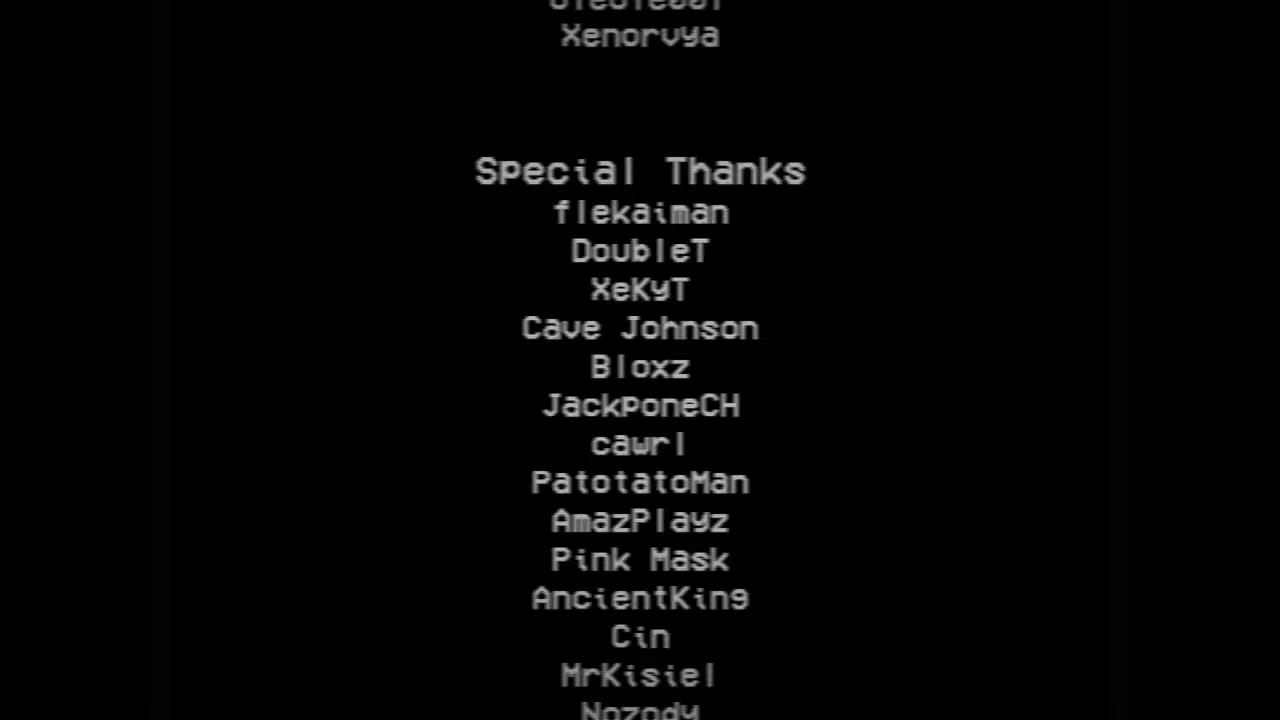 Xenorvya
Special Thanks
flekaiman
DoubleT
XeKyT
Cave Johnson
Bloxz
JackponeCH
cawrl
PatotatoMan
AmazPlayz
Pink Mask
AncientKing
Cin
MrKisiel
Nozody